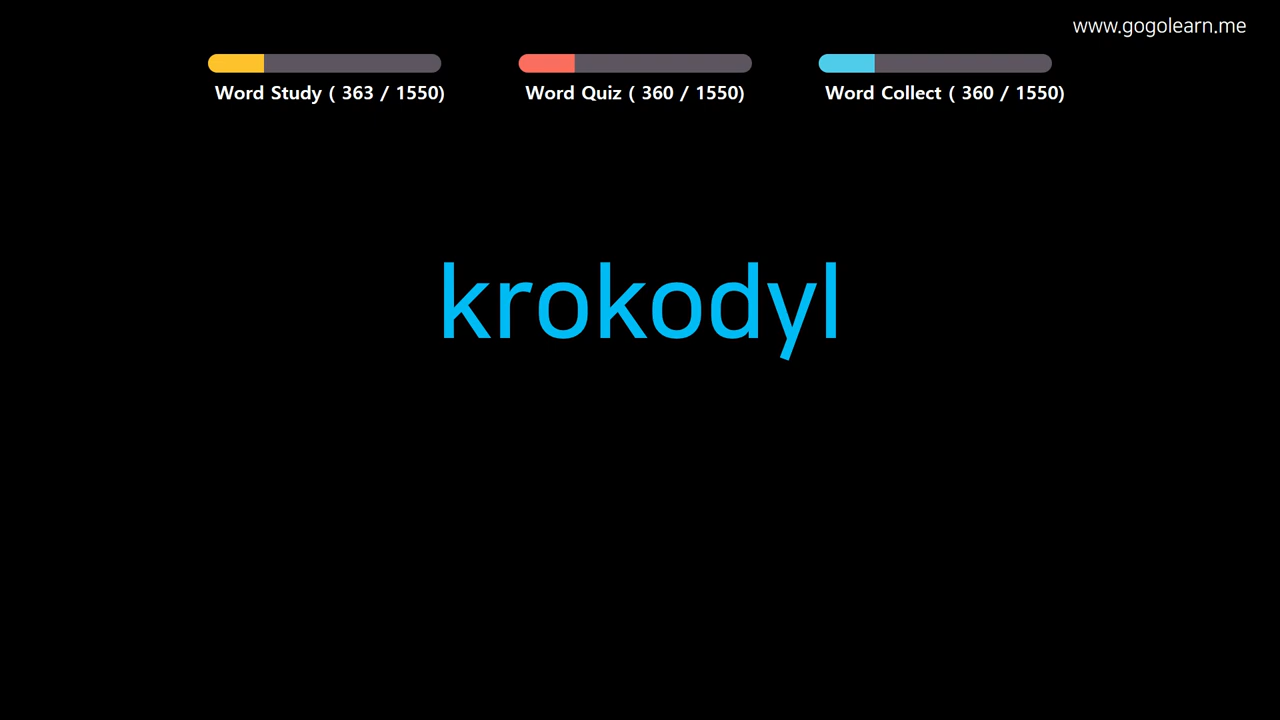 www.gogolearn.me
Word Study ( 363 / 1550)
Word Quiz ( 360 / 1550)
Word Collect ( 360 / 1550)
krokodyl